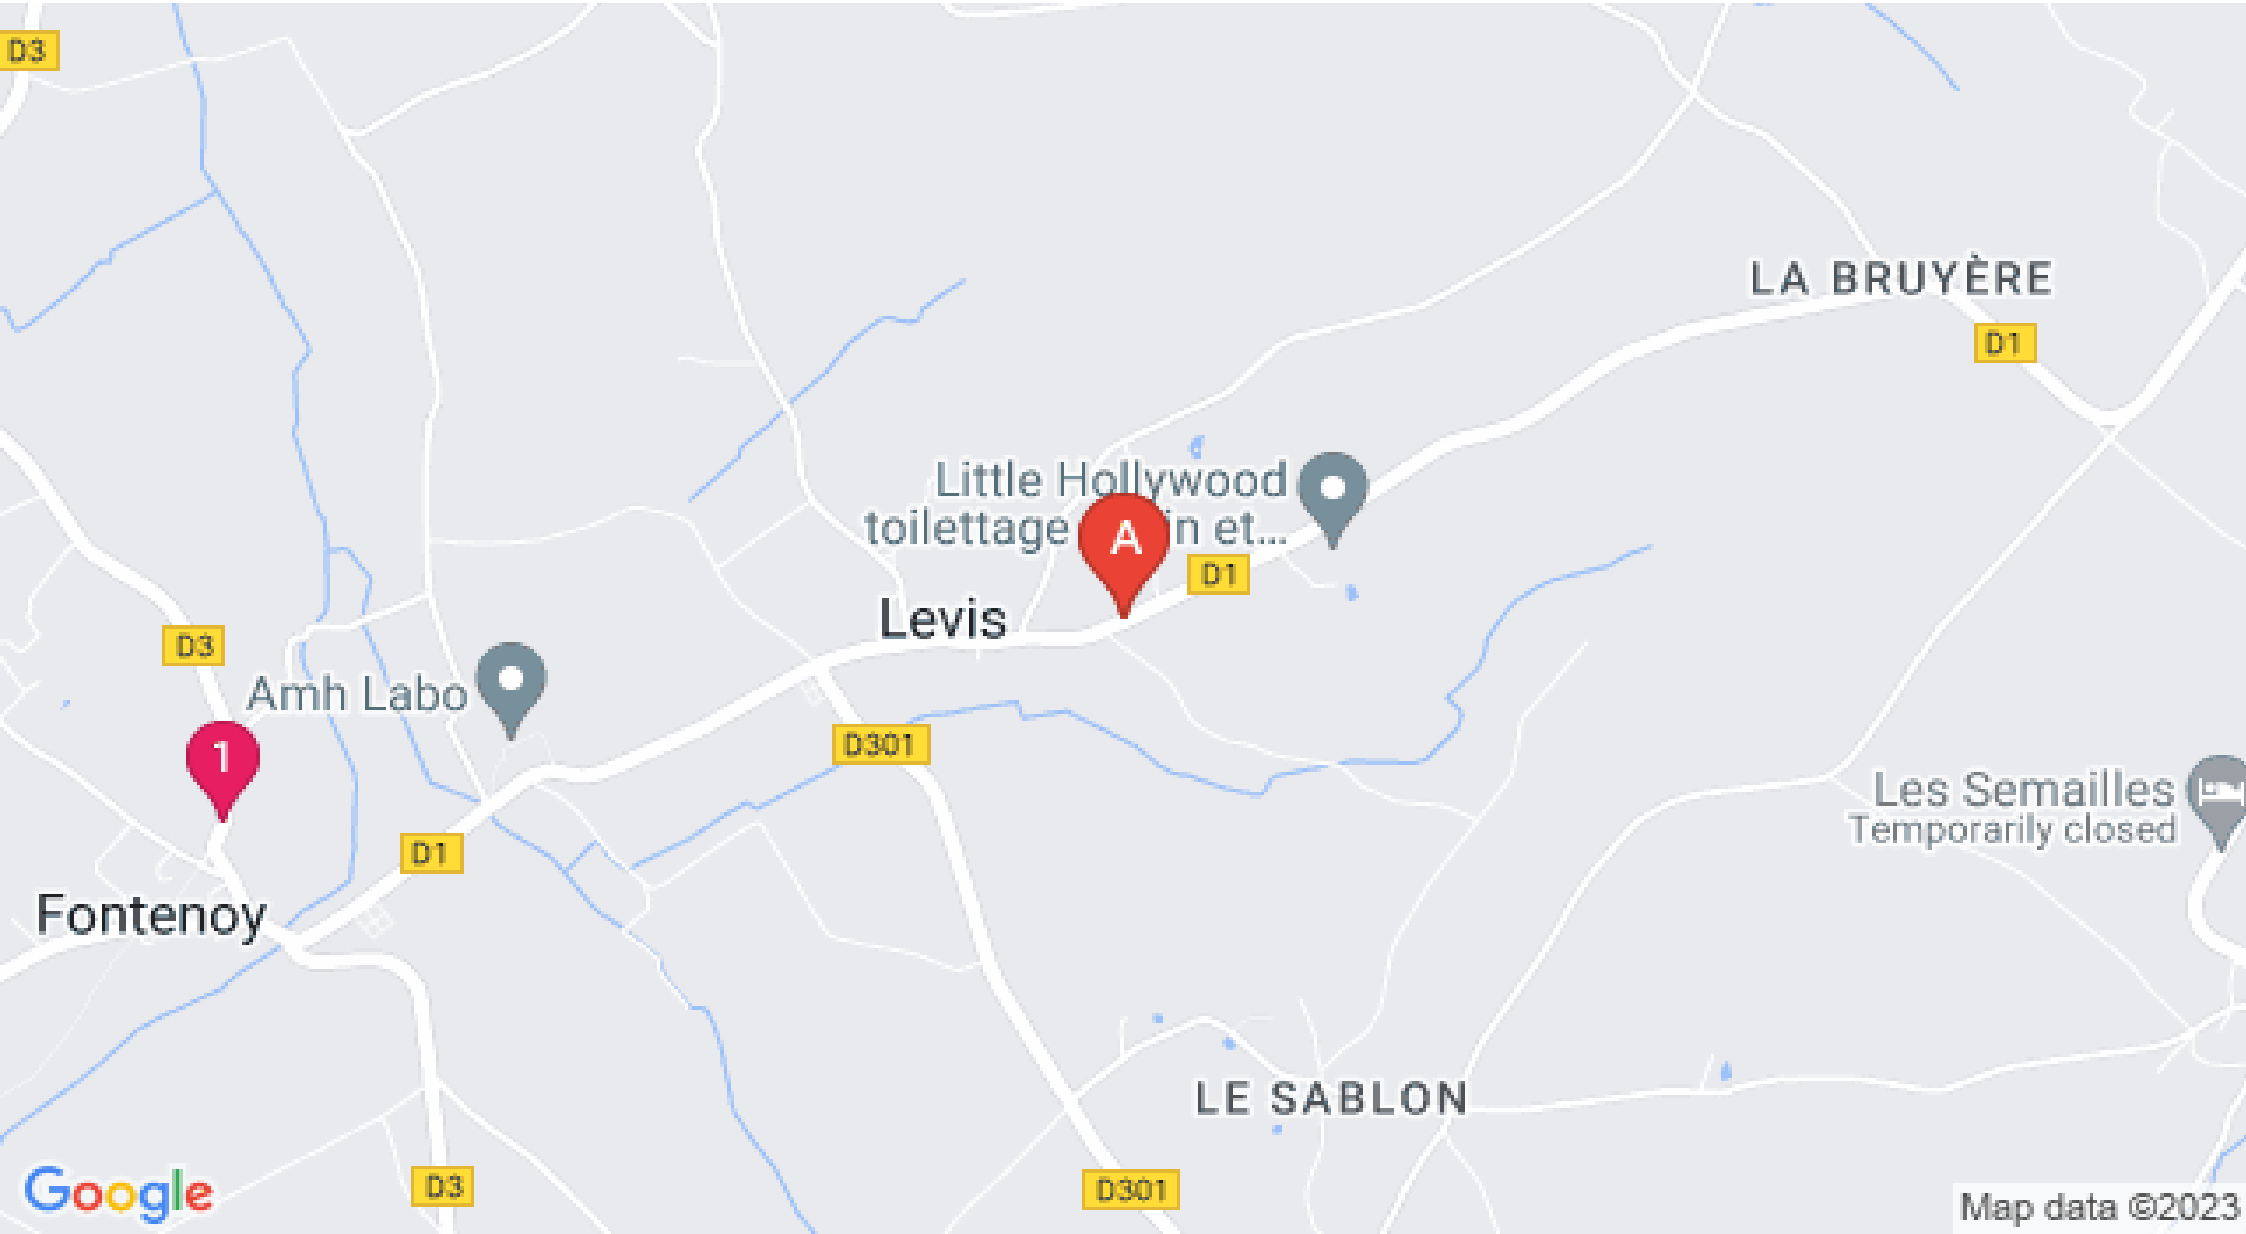 D3
LA BRUYÈRE
D1
Little Hollywood
toilettage
in et...
A
D1
Levis
D3
Amh Labo
D301
1
Les Semailles
Temporarily closed
D1
Fontenoy
LE SABLON
D3
D301
Google
Map data ©2023